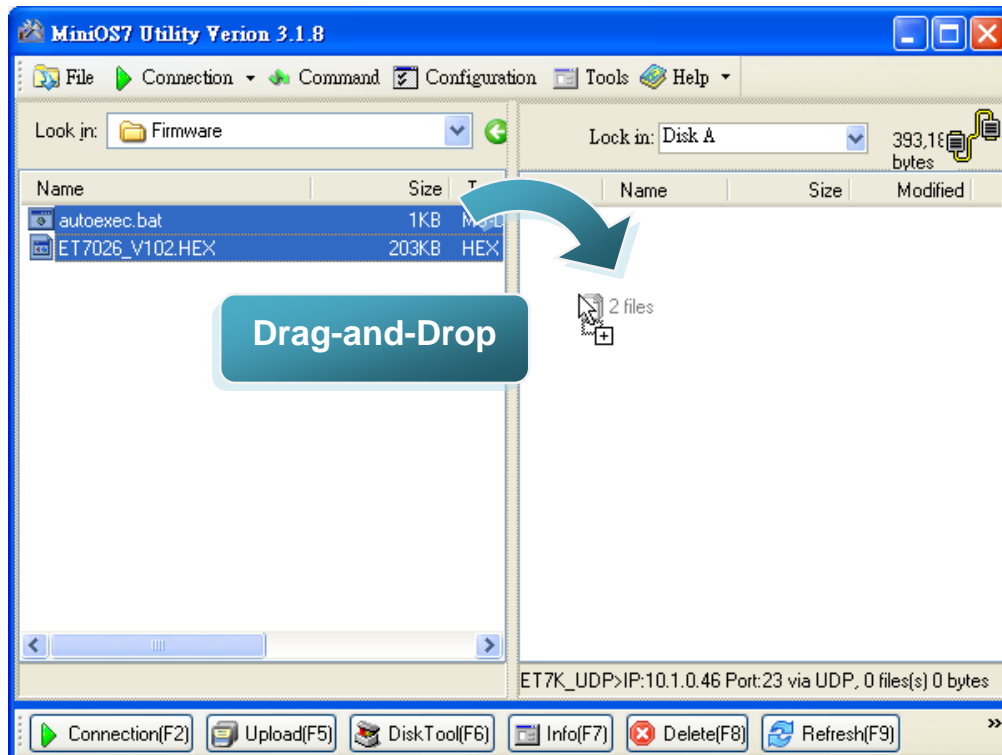 MiniOS7 Utility Verion 3.1.8
File Connection Command Configuration Tools Help
Look in: Firmware
Lock in: Disk A
393,18
bytes
Name Size
Name Size Modified
autoexec.bat 1KB
ET7026_V102.HEX 203KB HEX
2 files
Drag-and-Drop
ET7K_UDP>IP:10.1.0.46 Port:23 via UDP, 0 files(s) 0 bytes
Connection(F2) Upload(F5) DiskTool(F6) Info(F7) Delete(F8) Refresh(F9) »